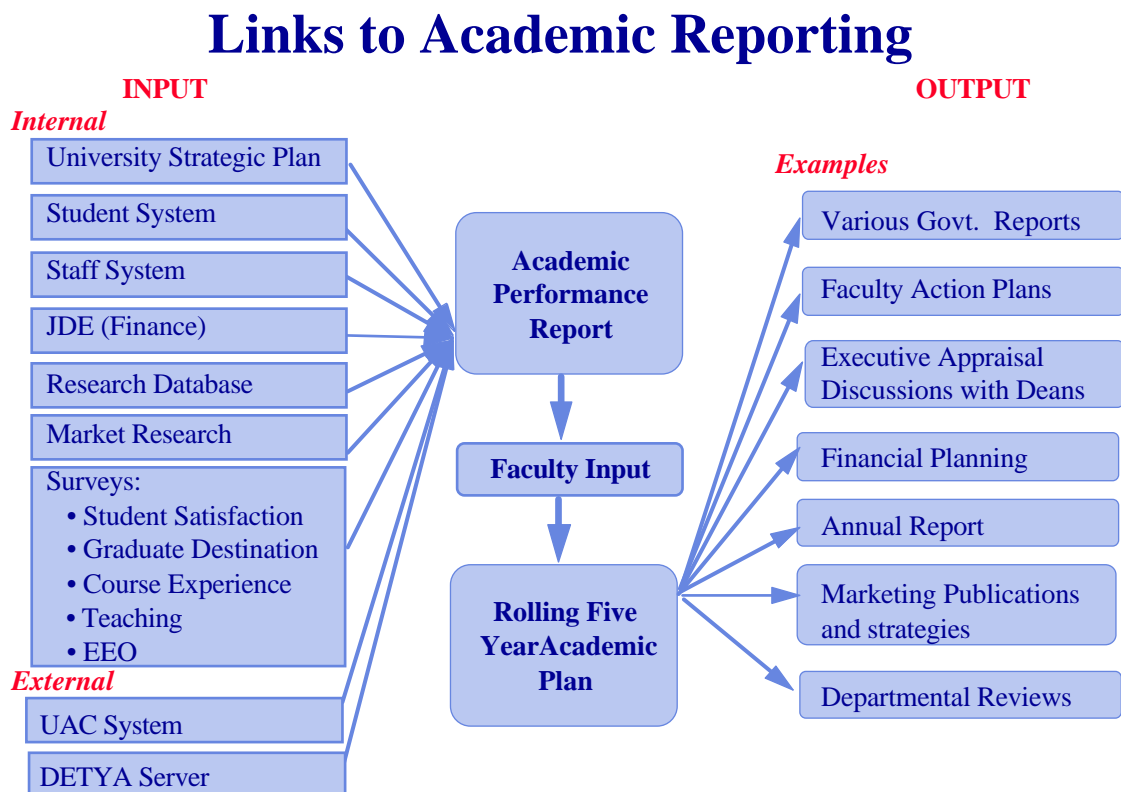 Links to Academic Reporting
INPUT
Internal
University Strategic Plan
Student System
Staff System
JDE (Finance)
Research Database
Market Research
Surveys:
• Student Satisfaction
• Graduate Destination
• Course Experience
• Teaching
• EEO
External
UAC System
DETYA Server
Academic
Performance
Report
Faculty Input
Rolling Five
YearAcademic
Plan
OUTPUT
Examples
Various Govt.  Reports
Faculty Action Plans
Executive Appraisal
Discussions with Deans
Financial Planning
Annual Report
Marketing Publications
and strategies
Departmental Reviews